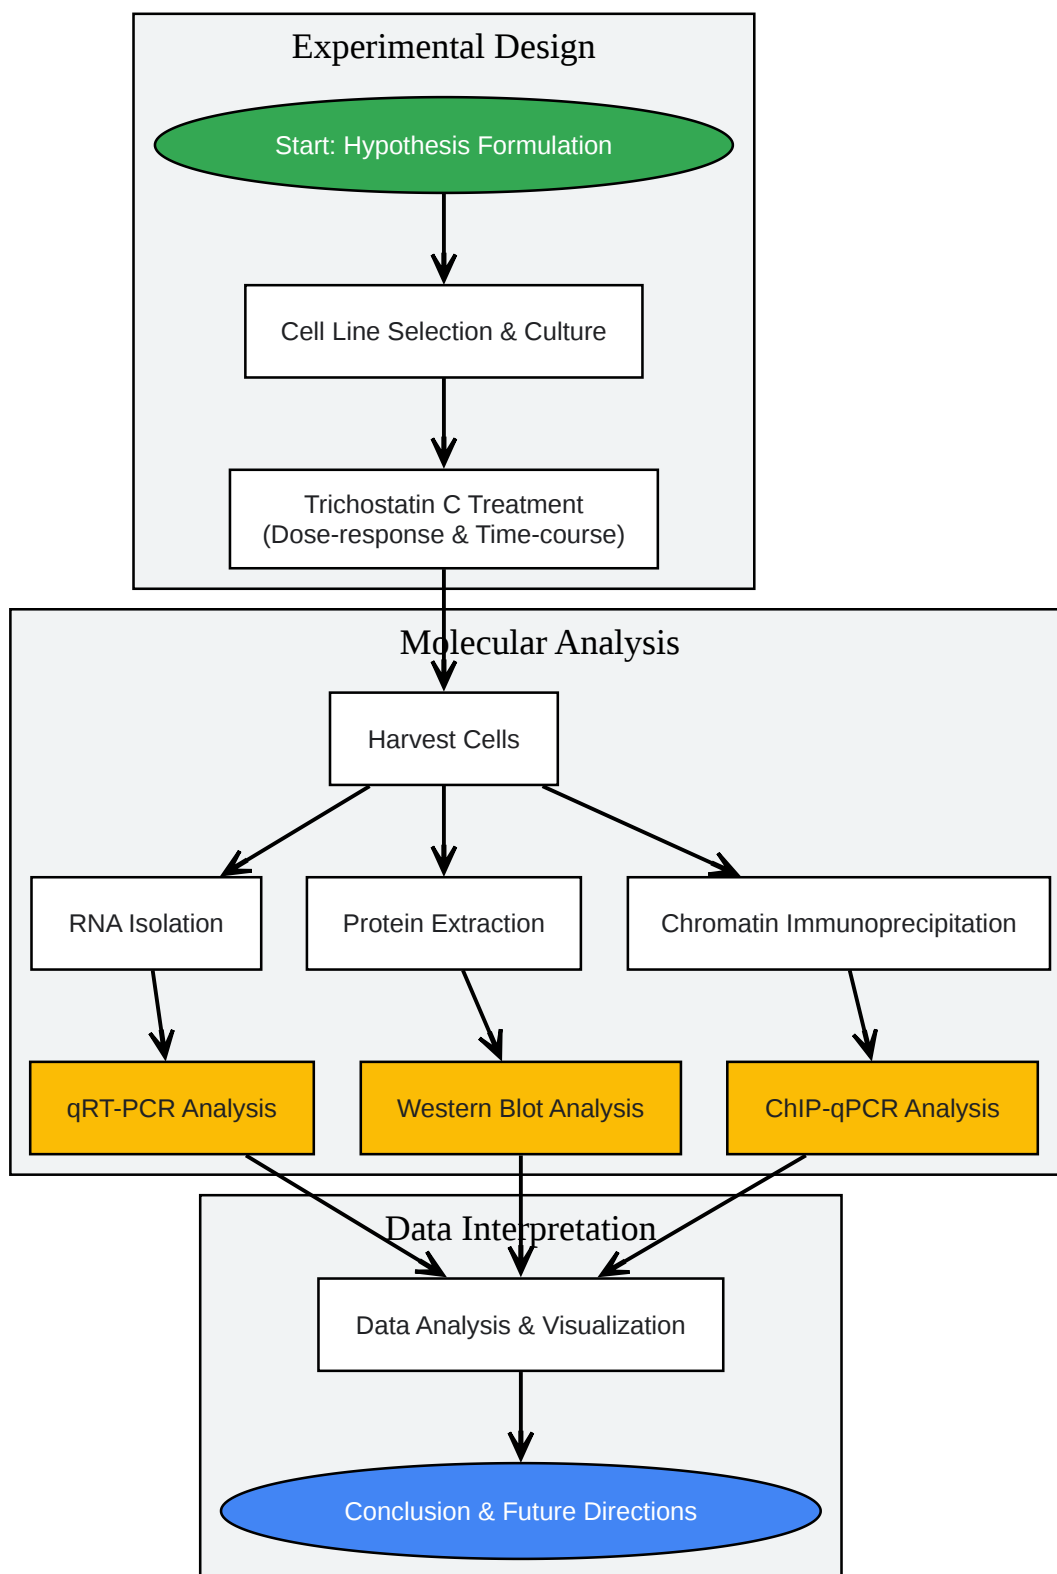 Experimental Design
Start: Hypothesis Formulation
Cell Line Selection & Culture
Trichostatin C Treatment
(Dose-response & Time-course)
Molecular Analysis
Harvest Cells
RNA Isolation
Protein Extraction
Chromatin Immunoprecipitation
qRT-PCR Analysis
Western Blot Analysis
ChIP-qPCR Analysis
Data Interpretation
Data Analysis & Visualization
Conclusion & Future Directions